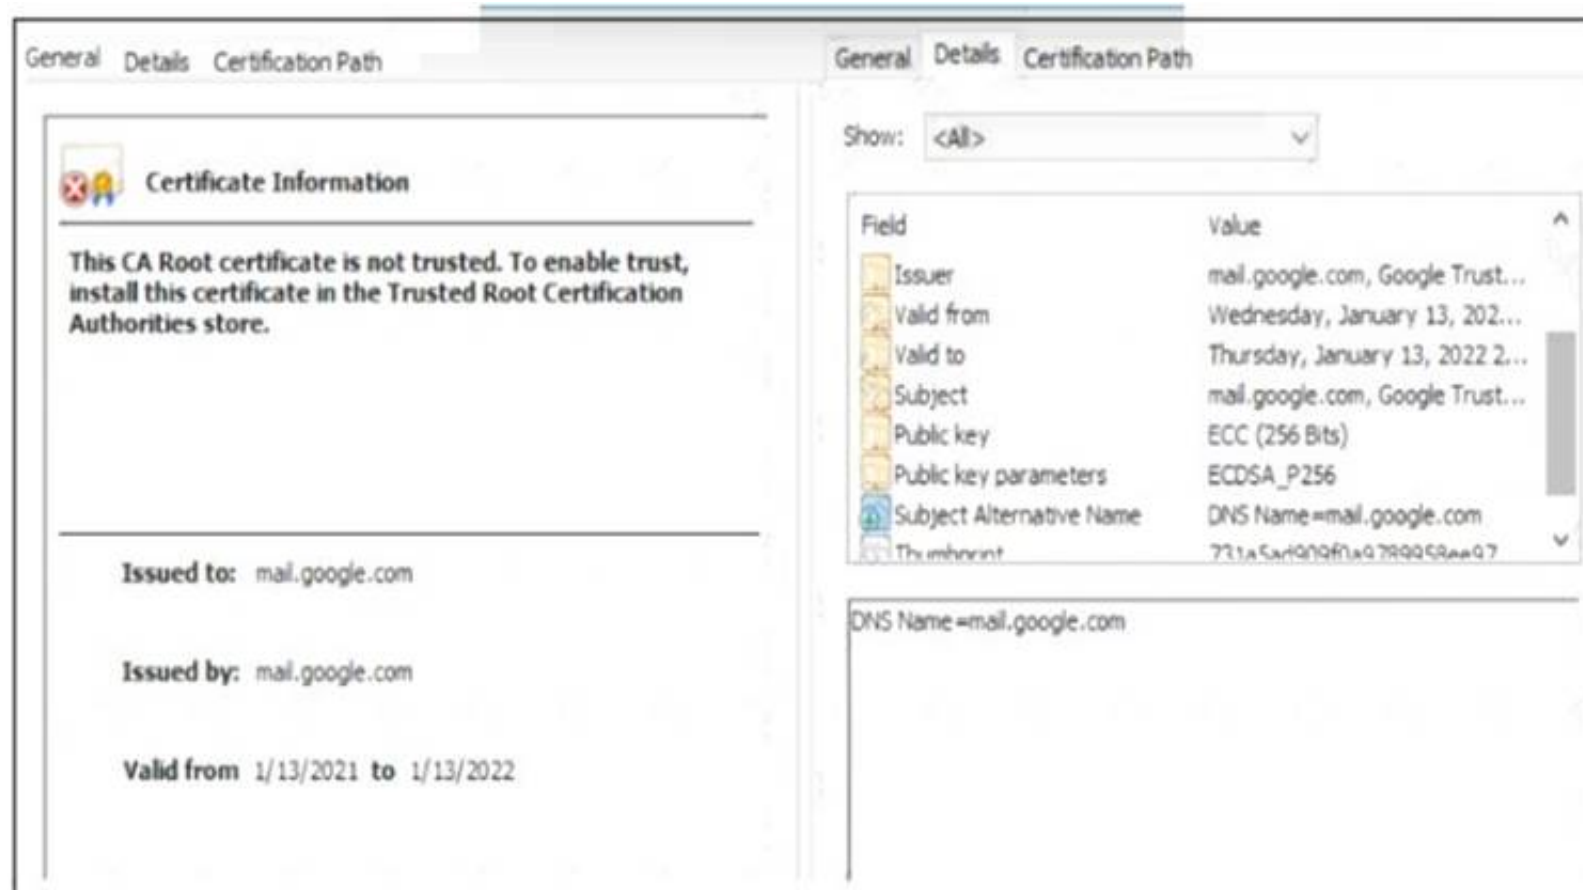 General Details Certification Path
Certificate Information
This CA Root certificate is not trusted. To enable trust,
install this certificate in the Trusted Root Certification
Authorities store.
Issued to: mail.google.com
Issued by: mail.google.com
Valid from 1/13/2021 to 1/13/2022
General Details Certification Path
Show: <All>
Field Value
Issuer mail.google.com, Google Trust...
Valid from Wednesday, January 13, 202...
Valid to Thursday, January 13, 2022 2...
Subject mail.google.com, Google Trust...
Public key ECC (256 Bits)
Public key parameters ECDSA_P256
Subject Alternative Name DNS Name=mail.google.com
Thumbprint
DNS Name=mail.google.com